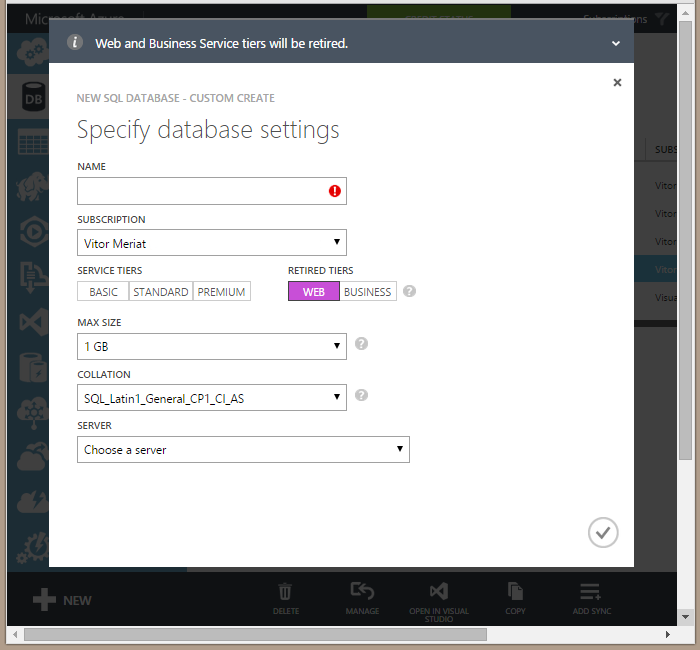 Microsoft Azure
Subscriptions
Web and Business Service tiers will be retired.
NEW SQL DATABASE - CUSTOM CREATE
Specify database settings
NAME
SUBSCRIPTION
Vitor Meriat
SERVICE TIERS
RETIRED TIERS
BASIC
STANDARD
PREMIUM
WEB
BUSINESS
MAX SIZE
1 GB
COLLATION
SQL_Latin1_General_CP1_CI_AS
SERVER
Choose a server
DB
SUBS
Vitor
Vitor
Vitor
Vitor
Visua
NEW
DELETE
MANAGE
OPEN IN VISUAL
STUDIO
COPY
ADD SYNC